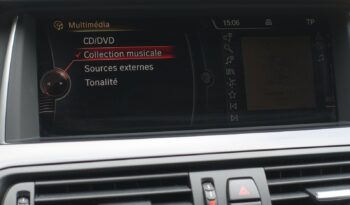 Multimédia
15:06
TP
CD/DVD
✓ Collection musicale
Sources externes
Tonalité